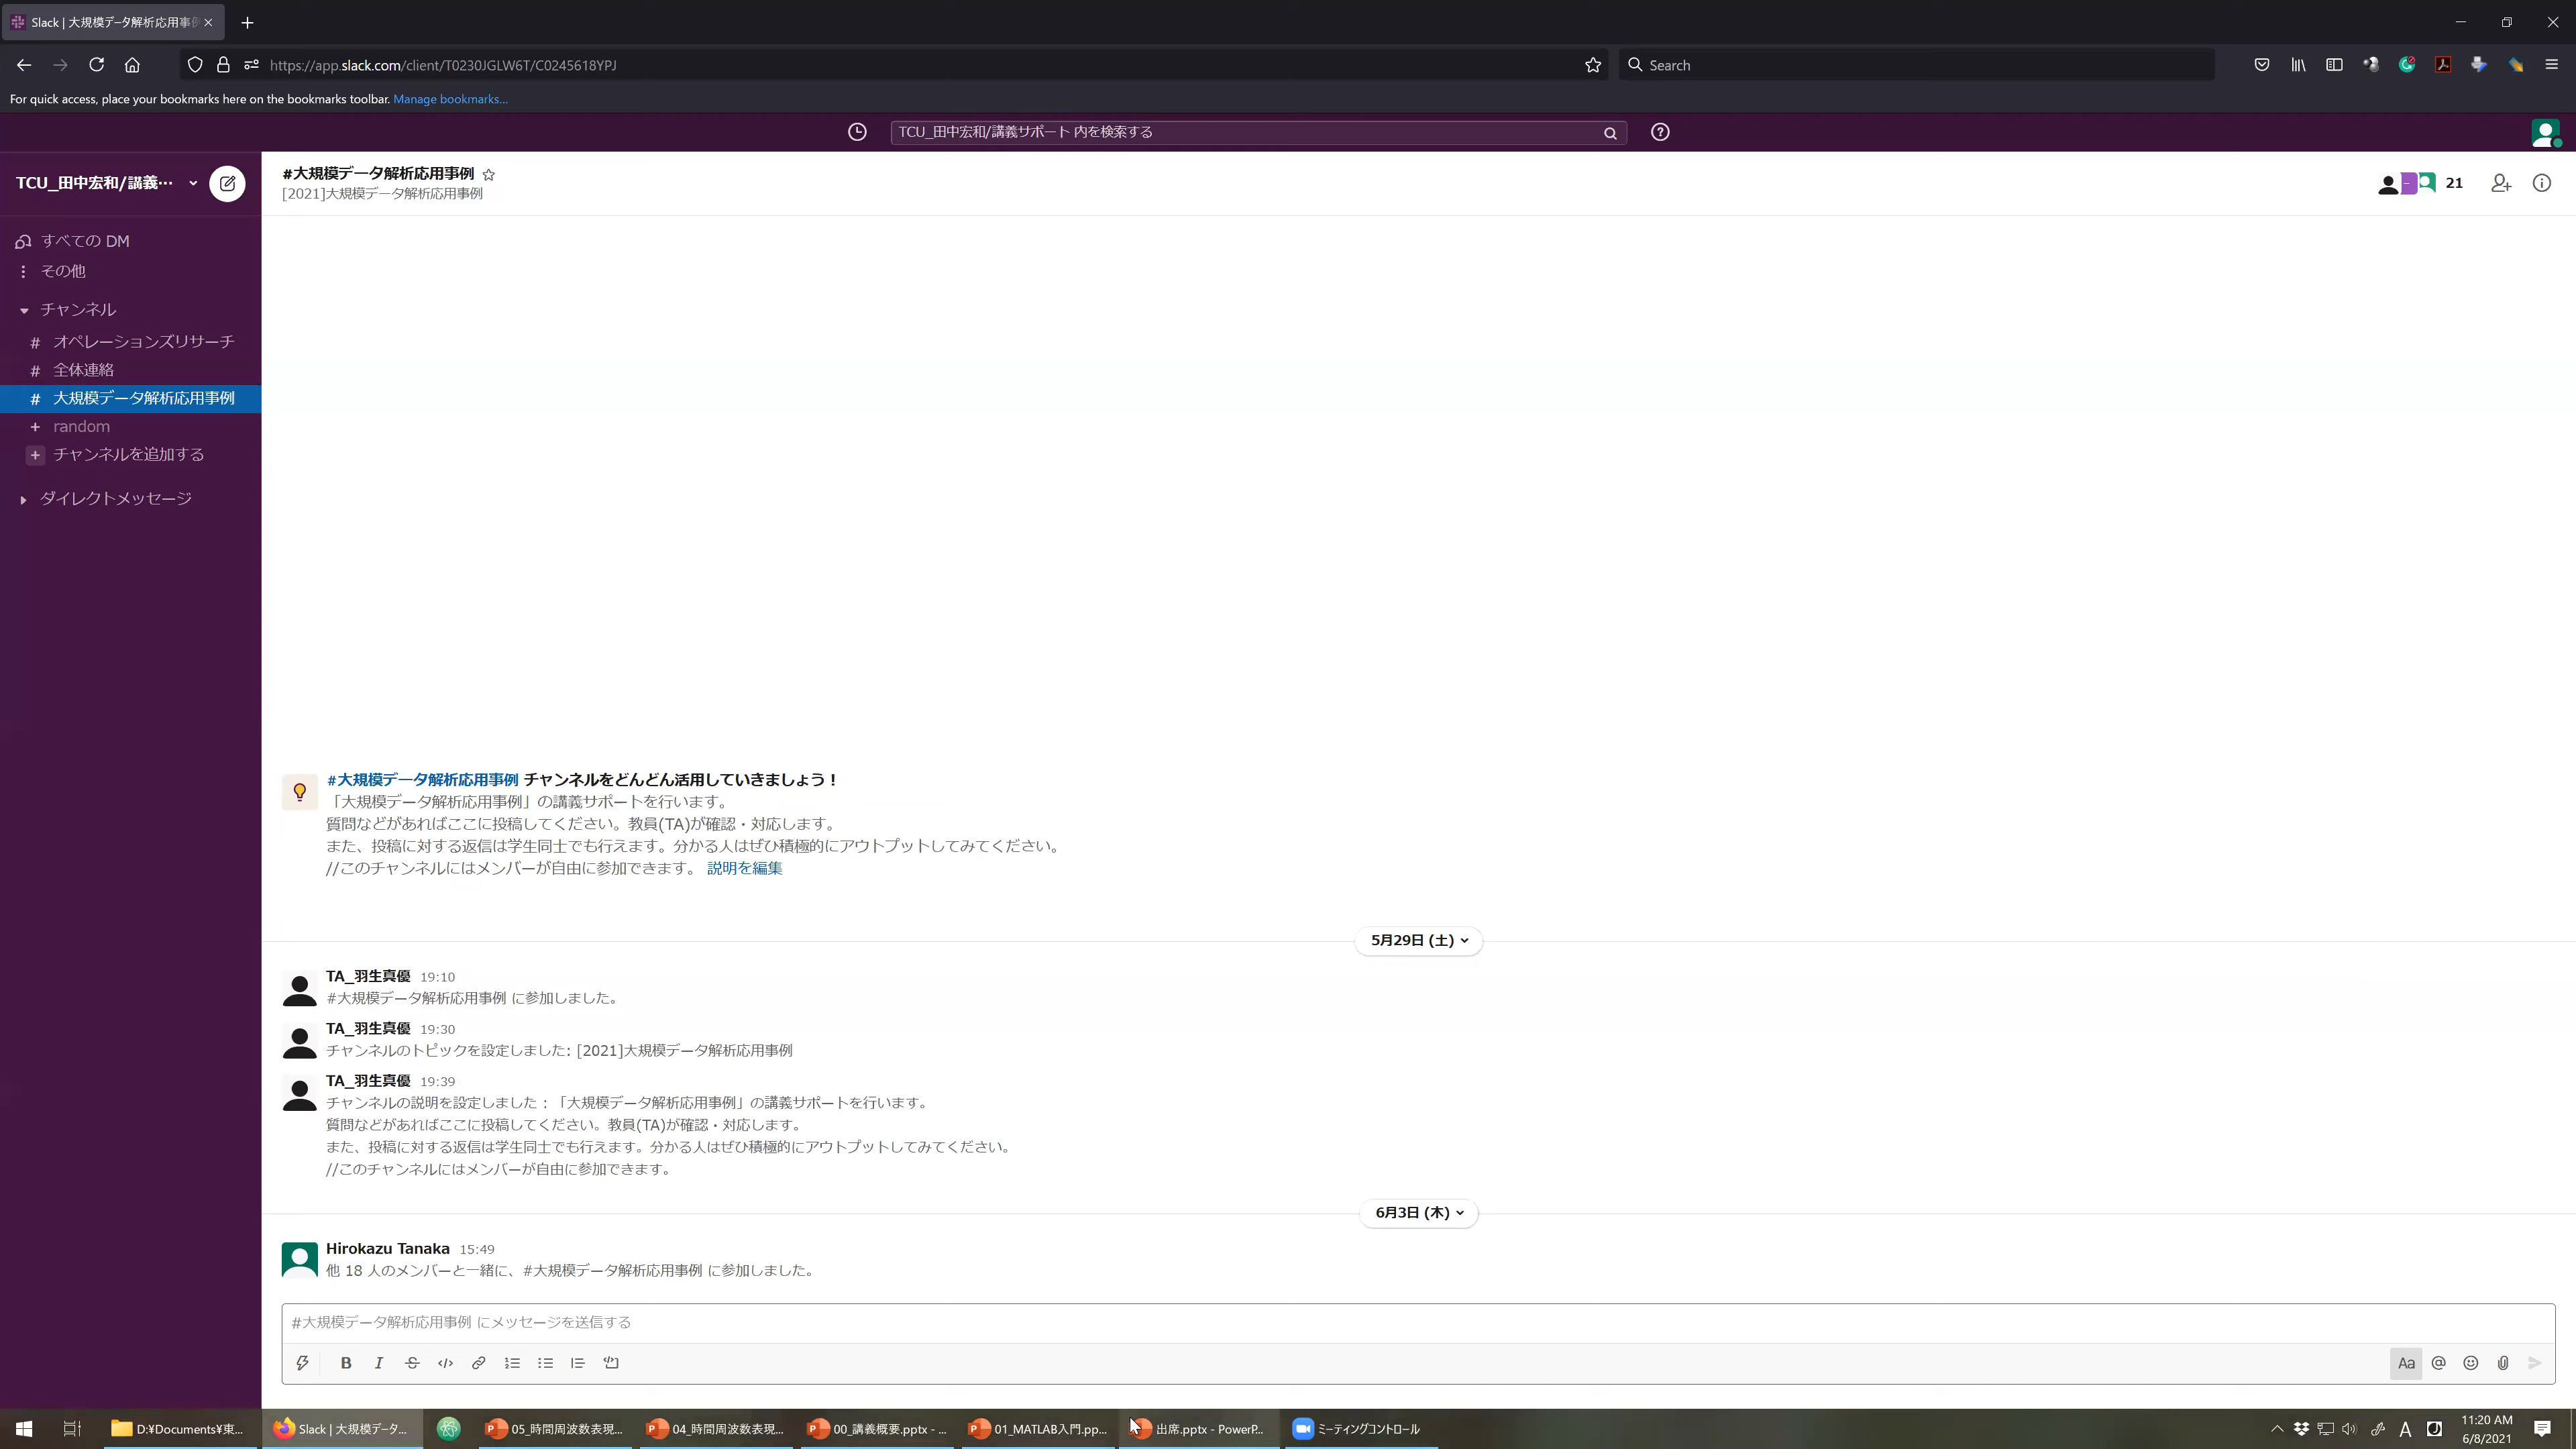 Slack | 大規模データ解析応用事例
https://app.slack.com/client/T0230JGLW6T/C0245618YPJ
Search
For quick access, place your bookmarks here on the bookmarks toolbar. Manage bookmarks...
TCU_田中宏和/講義サポート 内を検索する
TCU_田中宏和/講義…
#大規模データ解析応用事例
[2021]大規模データ解析応用事例
21
すべての DM
その他
チャンネル
# オペレーションズリサーチ
# 全体連絡
# 大規模データ解析応用事例
+ random
+ チャンネルを追加する
ダイレクトメッセージ
#大規模データ解析応用事例 チャンネルをどんどん活用していきましょう！
「大規模データ解析応用事例」の講義サポートを行います。
質問などがあればここに投稿してください。教員(TA)が確認・対応します。
また、投稿に対する返信は学生同士でも行えます。分かる人はぜひ積極的にアウトプットしてみてください。
//このチャンネルにはメンバーが自由に参加できます。 説明を編集
5月29日 (土)
TA_羽生真優 19:10
#大規模データ解析応用事例 に参加しました。
TA_羽生真優 19:30
チャンネルのトピックを設定しました: [2021]大規模データ解析応用事例
TA_羽生真優 19:39
チャンネルの説明を設定しました：「大規模データ解析応用事例」の講義サポートを行います。
質問などがあればここに投稿してください。教員(TA)が確認・対応します。
また、投稿に対する返信は学生同士でも行えます。分かる人はぜひ積極的にアウトプットしてみてください。
//このチャンネルにはメンバーが自由に参加できます。
6月3日 (木)
Hirokazu Tanaka 15:49
他 18 人のメンバーと一緒に、#大規模データ解析応用事例 に参加しました。
#大規模データ解析応用事例 にメッセージを送信する
B I S Aa @
D:¥Documents¥東...
Slack | 大規模データ...
05_時間周波数表現...
04_時間周波数表現...
00_講義概要.pptx - ...
01_MATLAB入門.pp...
出席.pptx - PowerP...
ミーティングコントロール
A
11:20 AM
6/8/2021